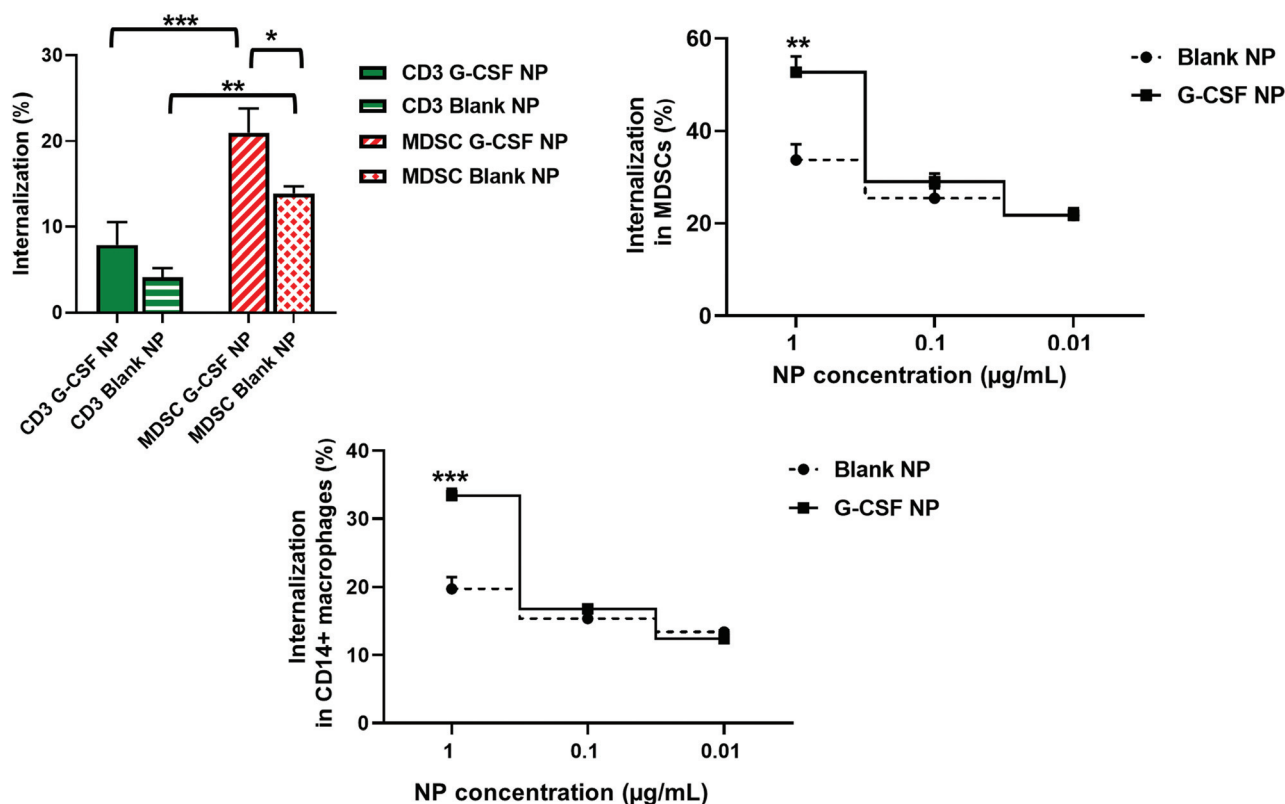 ***
*
**
30
20
10
0
Internalization (%)
CD3 G-CSF NP
CD3 Blank NP
MDSC G-CSF NP
MDSC Blank NP
CD3 G-CSF NP
CD3 Blank NP
MDSC G-CSF NP
MDSC Blank NP
60
40
20
0
Internalization
in MDSCs (%)
**
1
0.1
0.01
NP concentration (µg/mL)
Blank NP
G-CSF NP
40
30
20
10
0
Internalization
in CD14+ macrophages (%)
***
1
0.1
0.01
NP concentration (µg/mL)
Blank NP
G-CSF NP